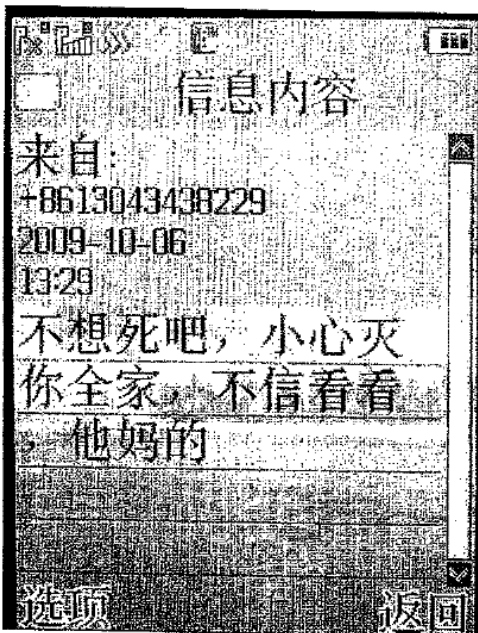 信息内容
来自:
+8613043438229
2009-10-06
13:29
不想死吧，小心灭
你全家，不信看看
，他妈的
选项 返回